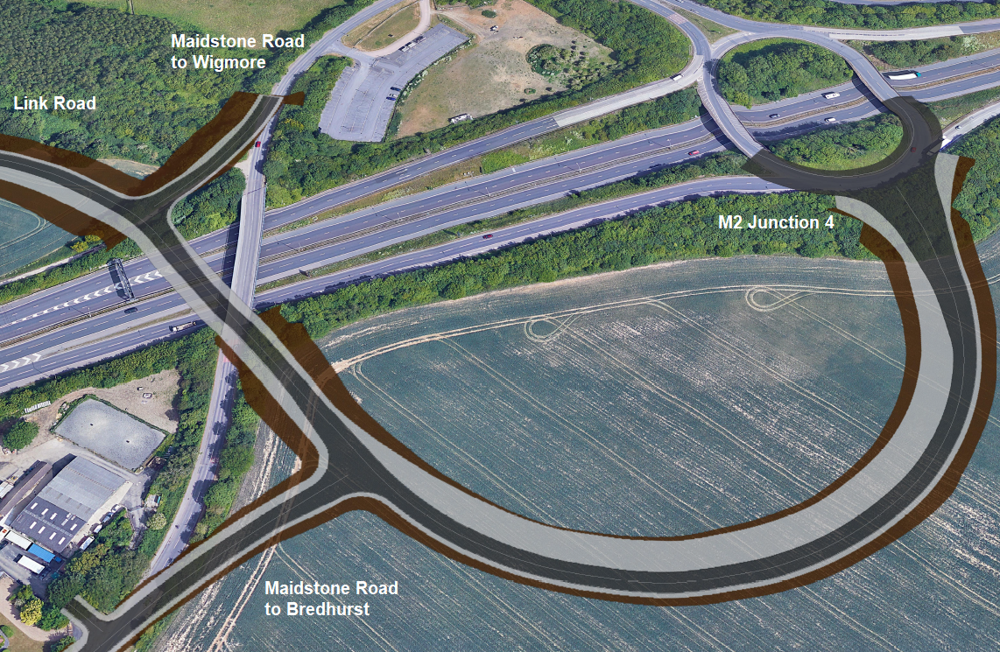 Maidstone Road
to Wigmore
Link Road
M2 Junction 4
Maidstone Road
to Bredhurst